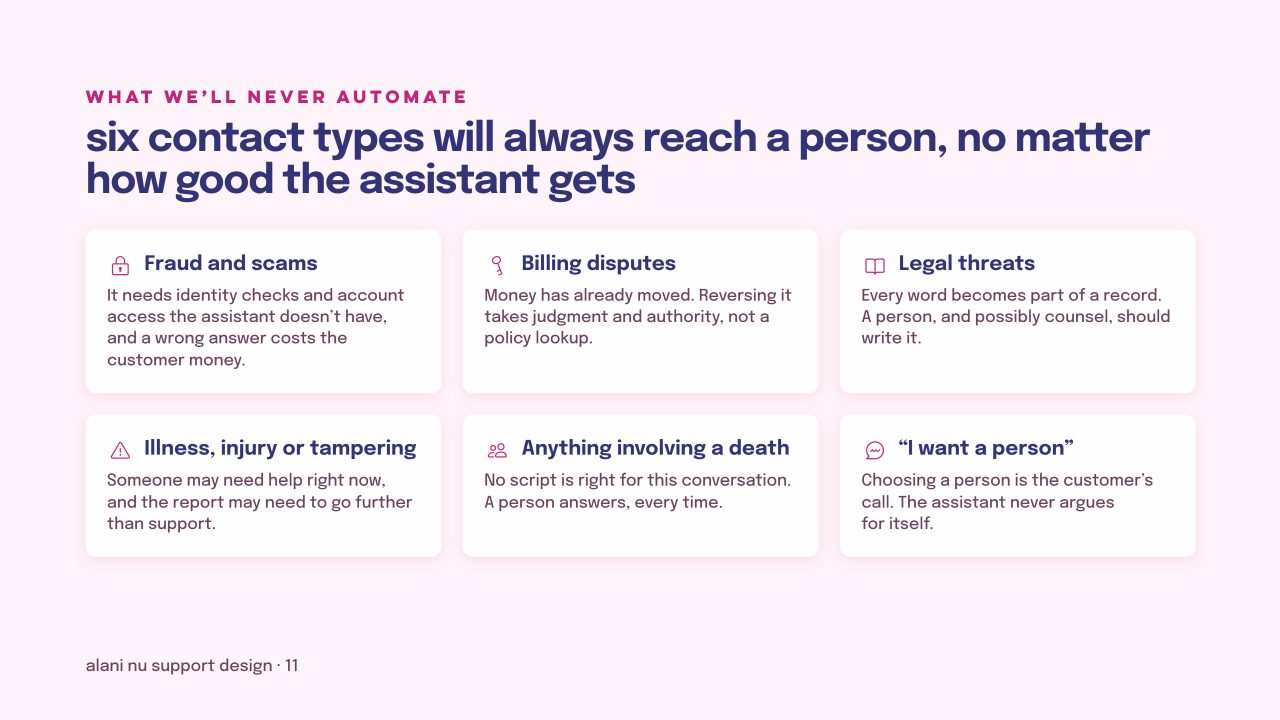 WHAT WE’LL NEVER AUTOMATE
six contact types will always reach a person, no matter
how good the assistant gets
Fraud and scams
It needs identity checks and account
access the assistant doesn’t have,
and a wrong answer costs the
customer money.
Billing disputes
Money has already moved. Reversing it
takes judgment and authority, not a
policy lookup.
Legal threats
Every word becomes part of a record.
A person, and possibly counsel, should
write it.
Illness, injury or tampering
Someone may need help right now,
and the report may need to go further
than support.
Anything involving a death
No script is right for this conversation.
A person answers, every time.
“I want a person”
Choosing a person is the customer’s
call. The assistant never argues
for itself.
alani nu support design · 11